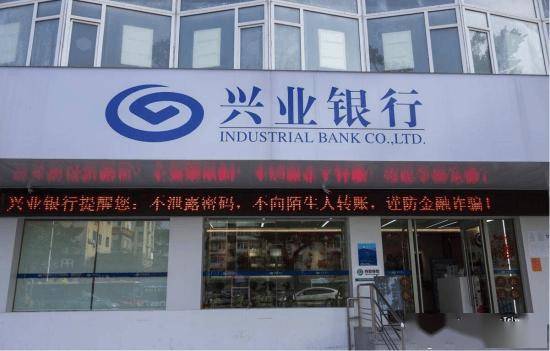 兴业银行
INDUSTRIAL BANK CO.,LTD.
兴业银行提醒您：不泄露密码，不向陌生人转账，谨防金融诈骗！